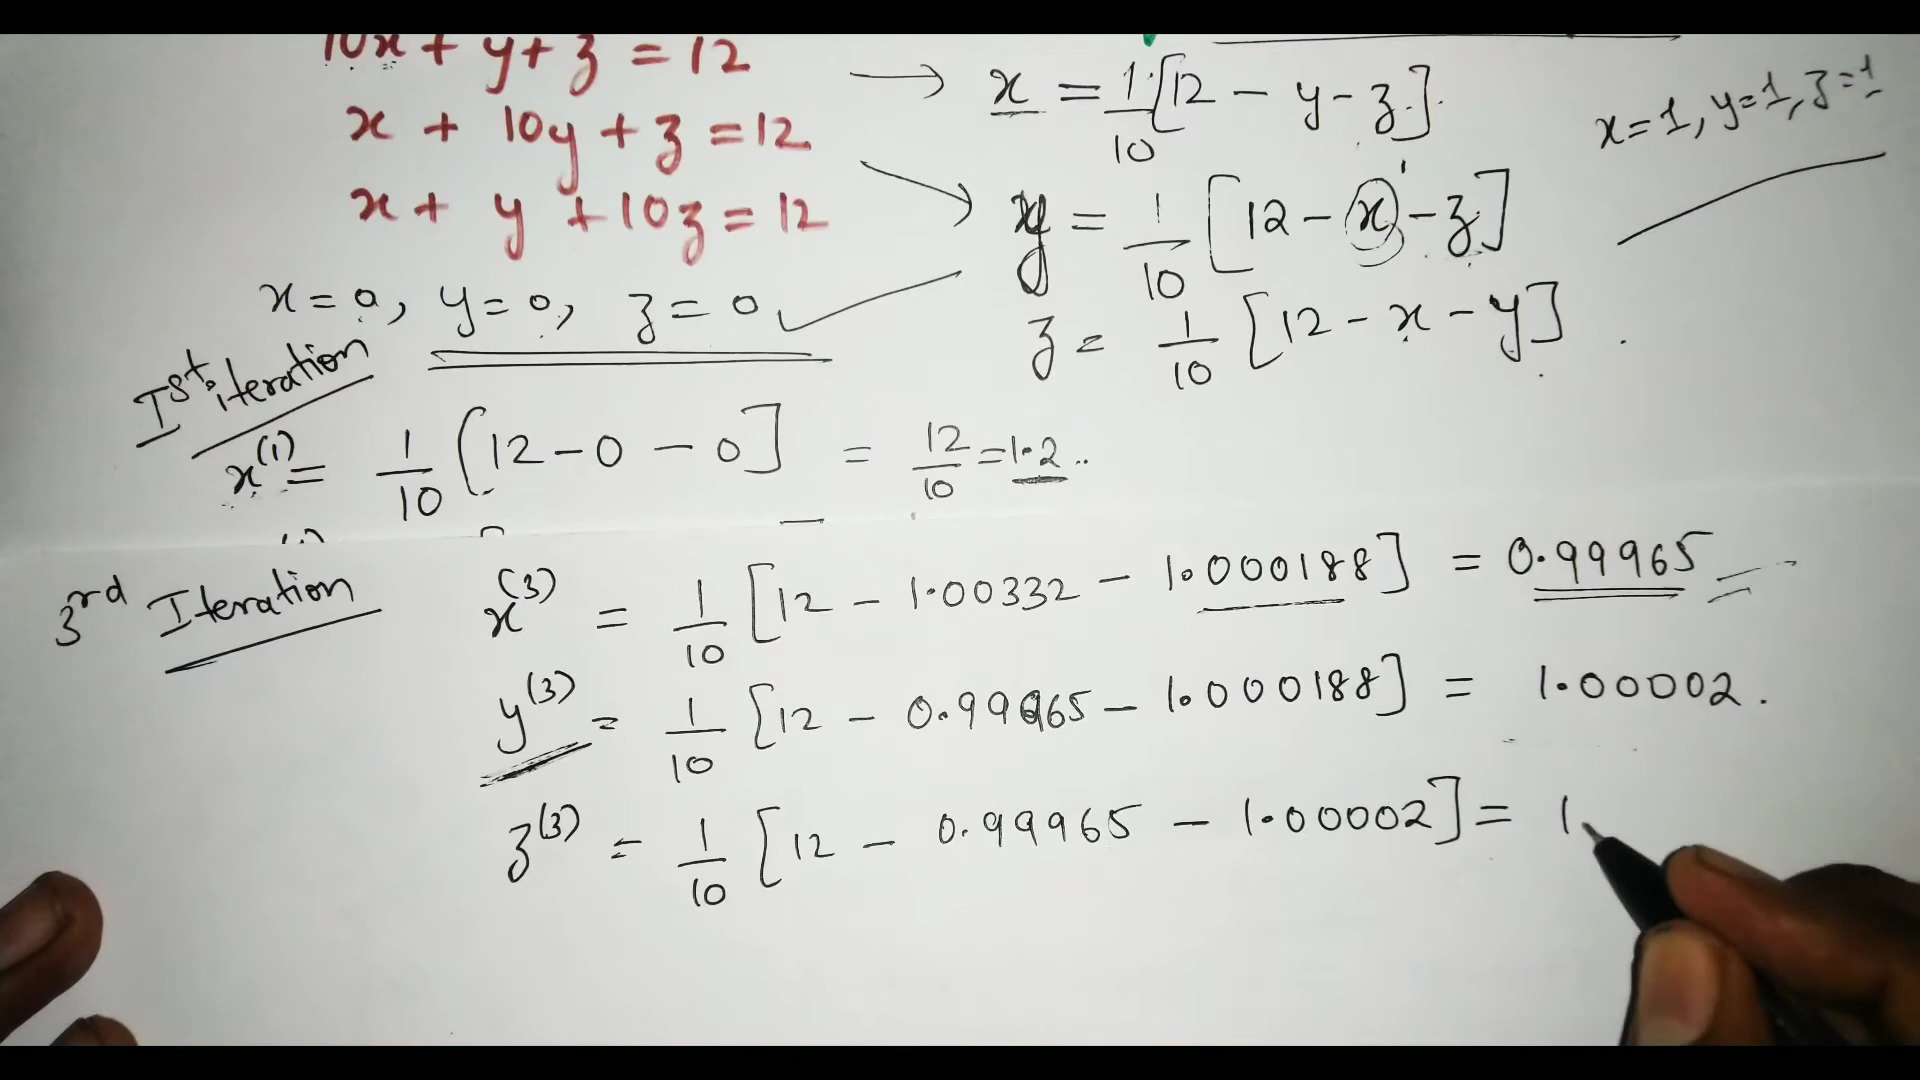 10x + y + z = 12
x + 10y + z = 12
x + y + 10z = 12
x = 0, y = 0, z = 0
→ x = 1/10 [12 - y - z]
y = 1/10 [12 - x - z]
z = 1/10 [12 - x - y]
x = 1, y = 1, z = 1
Ist iteration
x^(1) = 1/10 (12 - 0 - 0] = 12/10 = 1.2
3rd Iteration
x^(3) = 1/10 [12 - 1.00332 - 1.000188] = 0.99965
y^(3) = 1/10 [12 - 0.99965 - 1.000188] = 1.00002.
z^(3) = 1/10 [12 - 0.99965 - 1.00002] = 1.